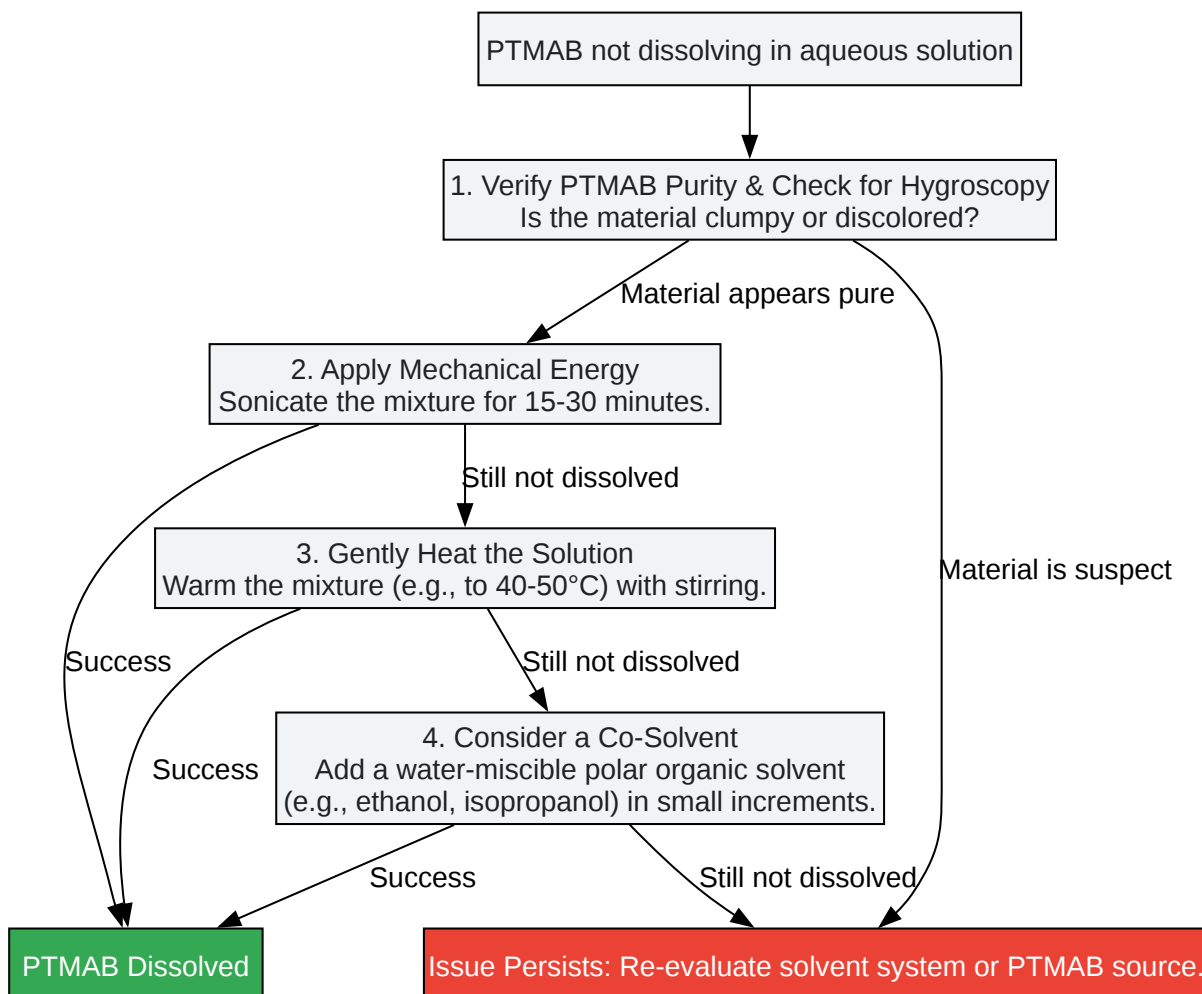 PTMAB not dissolving in aqueous solution
1. Verify PTMAB Purity & Check for Hygroscopy
Is the material clumpy or discolored?
Material appears pure
2. Apply Mechanical Energy
Sonicate the mixture for 15-30 minutes.
Still not dissolved
3. Gently Heat the Solution
Warm the mixture (e.g., to 40-50°C) with stirring.
Material is suspect
Success
Still not dissolved
4. Consider a Co-Solvent
Add a water-miscible polar organic solvent
(e.g., ethanol, isopropanol) in small increments.
Success
Success
Still not dissolved
PTMAB Dissolved
Issue Persists: Re-evaluate solvent system or PTMAB source.